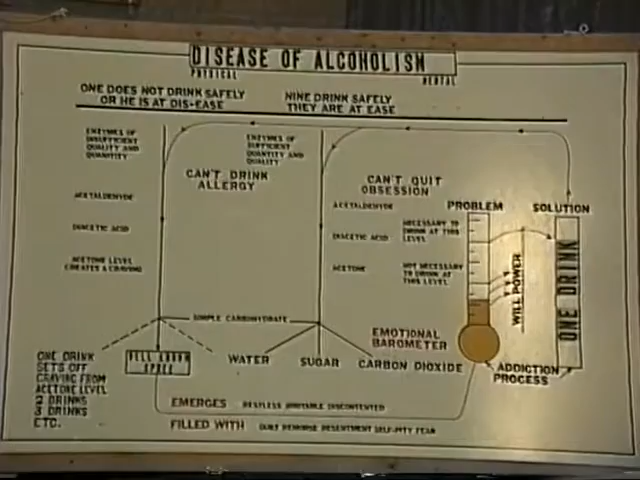 DISEASE OF ALCOHOLISM
PHYSICAL
MENTAL
ONE DOES NOT DRINK SAFELY
OR HE IS AT DIS-EASE
NINE DRINK SAFELY
THEY ARE AT EASE
ENZYMES OF
INSUFFICIENT
QUALITY AND
QUANTITY
ENZYMES OF
SUFFICIENT
QUANTITY AND
QUALITY
CAN'T DRINK
ALLERGY
CAN'T QUIT
OBSESSION
ACETALDEHYDE
DIACETIC ACID
ACETONE LEVEL
CREATES A CRAVING
ACETALDEHYDE
DIACETIC ACID
ACETONE
PROBLEM
SOLUTION
NECESSARY TO
DRINK AT THIS
LEVEL
NOT NECESSARY
TO DRINK AT
THIS LEVEL
WILL POWER
ONE DRINK
SIMPLE CARBOHYDRATE
EMOTIONAL
BAROMETER
ONE DRINK
SETS OFF
CRAVING FROM
ACETONE LEVEL
2 DRINKS
3 DRINKS
ETC.
SPREE
WATER
SUGAR
CARBON DIOXIDE
ADDICTION
PROCESS
EMERGES
RESTLESS IRRITABLE DISCONTENTED
FILLED WITH
GUILT REMORSE RESENTMENT SELF-PITY FEAR